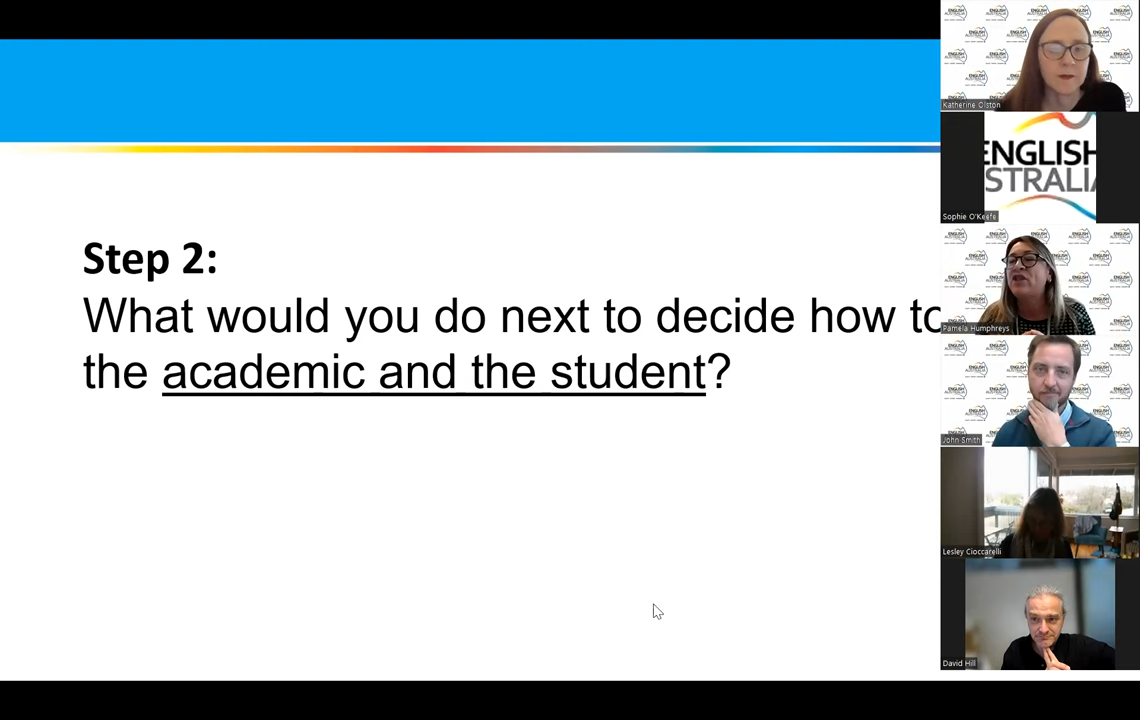 Step 2:
What would you do next to decide how to
the academic and the student?
Katherine Olston
ENGLISH
STRALIA
Sophie O'Keefe
Pamela Humphreys
John Smith
Lesley Cioccarelli
David Hill